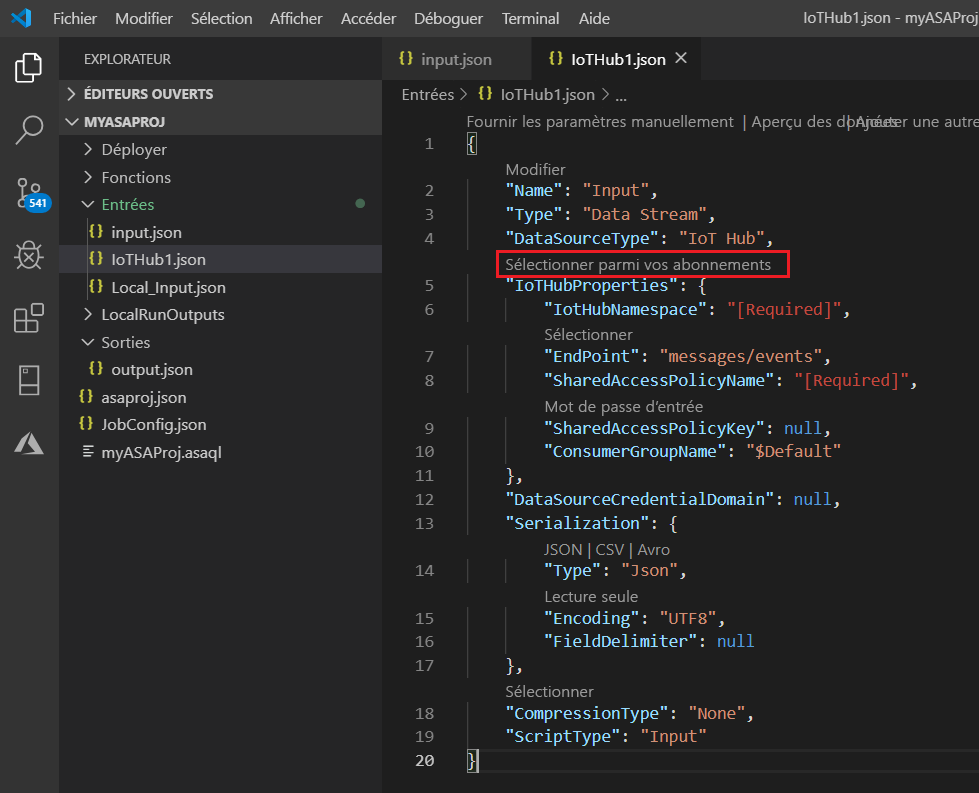 Fichier Modifier Sélection Afficher Accéder Déboguer Terminal Aide IoTHub1.json - myASAProj
EXPLORATEUR
ÉDITEURS OUVERTS
MYASAPROJ
Déployer
Fonctions
Entrées
input.json
IoTHub1.json
Local_Input.json
LocalRunOutputs
Sorties
output.json
asaproj.json
JobConfig.json
myASAProj.asaql
541
input.json IoTHub1.json
Entrées > IoTHub1.json > ...
Fournir les paramètres manuellement | Aperçu des données | Ajouter une autre
1 {
Modifier
2 "Name": "Input",
3 "Type": "Data Stream",
4 "DataSourceType": "IoT Hub",
Sélectionner parmi vos abonnements
5 "IoTHubProperties": {
6 "IotHubNamespace": "[Required]",
Sélectionner
7 "EndPoint": "messages/events",
8 "SharedAccessPolicyName": "[Required]",
Mot de passe d’entrée
9 "SharedAccessPolicyKey": null,
10 "ConsumerGroupName": "$Default"
11 },
12 "DataSourceCredentialDomain": null,
13 "Serialization": {
JSON | CSV | Avro
14 "Type": "Json",
Lecture seule
15 "Encoding": "UTF8",
16 "FieldDelimiter": null
17 },
Sélectionner
18 "CompressionType": "None",
19 "ScriptType": "Input"
20 }